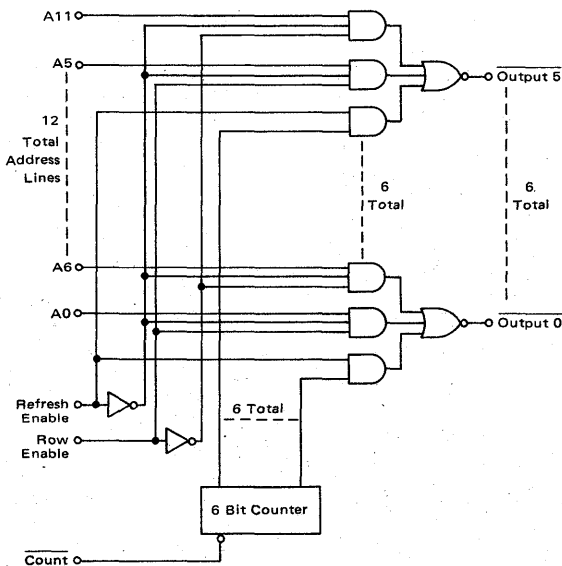 A11
A5
Output 5
12
Total
Address
Lines
6
Total
6.
Total
A6
A0
Output 0
Refresh
Enable
6 Total
Row
Enable
6 Bit Counter
Count